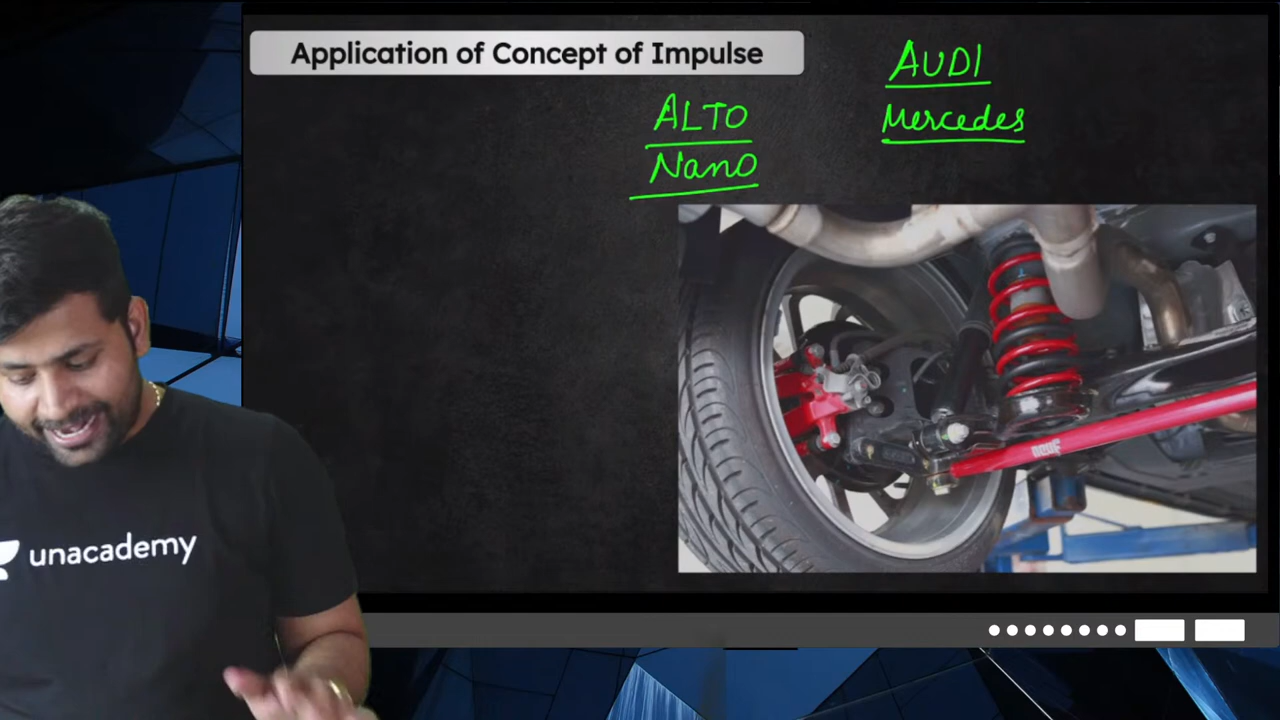 Application of Concept of Impulse
AUDI
Mercedes
ALTO
Nano
unacademy